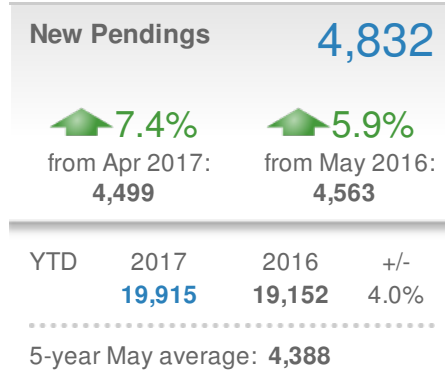 New Pendings 4,832
7.4% 5.9%
from Apr 2017: from May 2016:
4,499 4,563
YTD 2017 2016 +/-
19,915 19,152 4.0%
5-year May average: 4,388